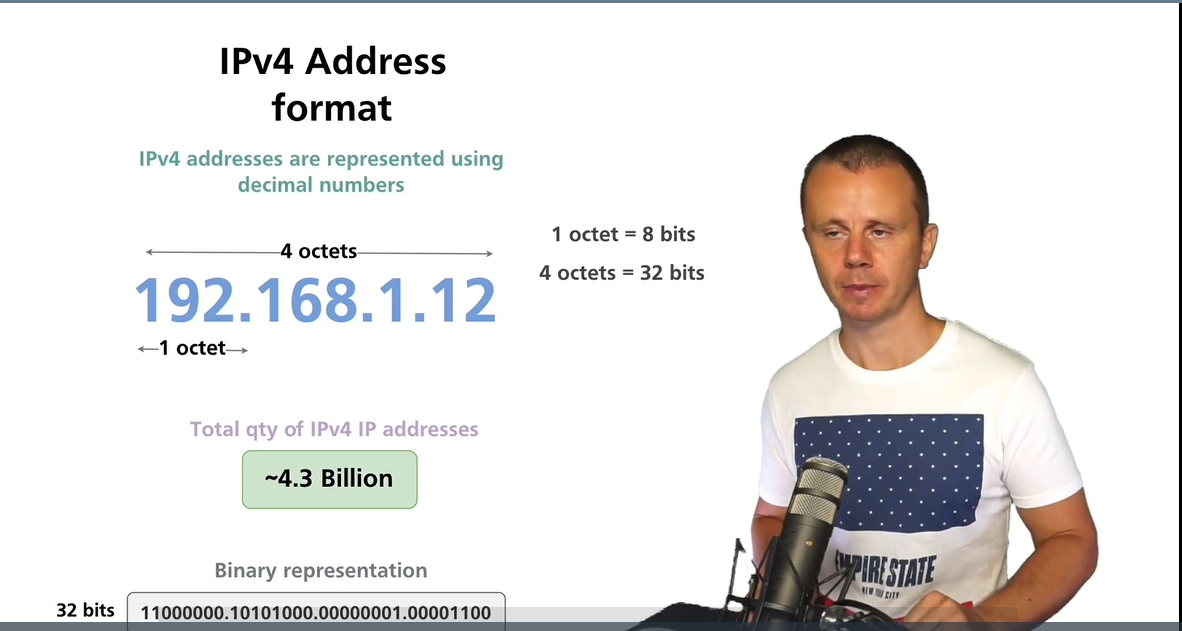 IPv4 Address
format
IPv4 addresses are represented using
decimal numbers
4 octets
192.168.1.12
1 octet
1 octet = 8 bits
4 octets = 32 bits
Total qty of IPv4 IP addresses
~4.3 Billion
Binary representation
32 bits
11000000.10101000.00000001.00001100
EMPIRE STATE
NEW YORK CITY